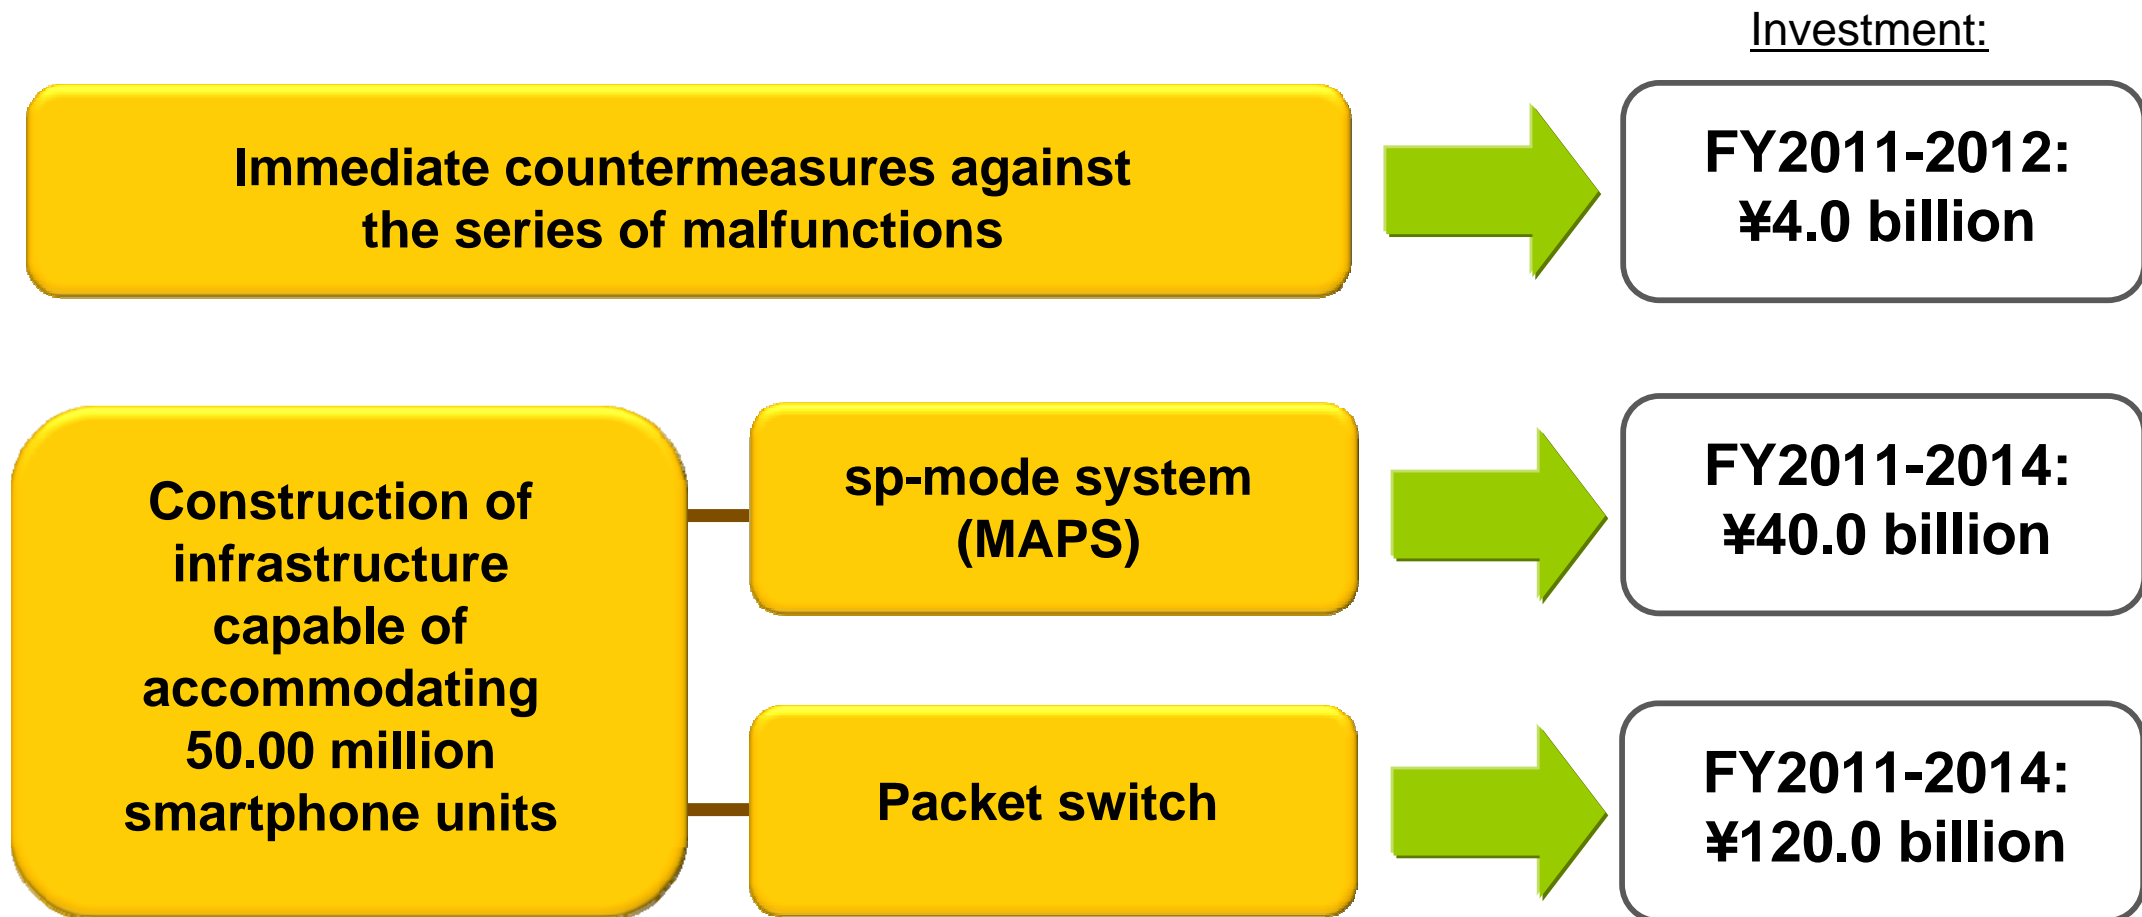 Investment:
Immediate countermeasures against
the series of malfunctions
FY2011-2012:
¥4.0 billion
Construction of
infrastructure
capable of
accommodating
50.00 million
smartphone units
sp-mode system
(MAPS)
FY2011-2014:
¥40.0 billion
Packet switch
FY2011-2014:
¥120.0 billion